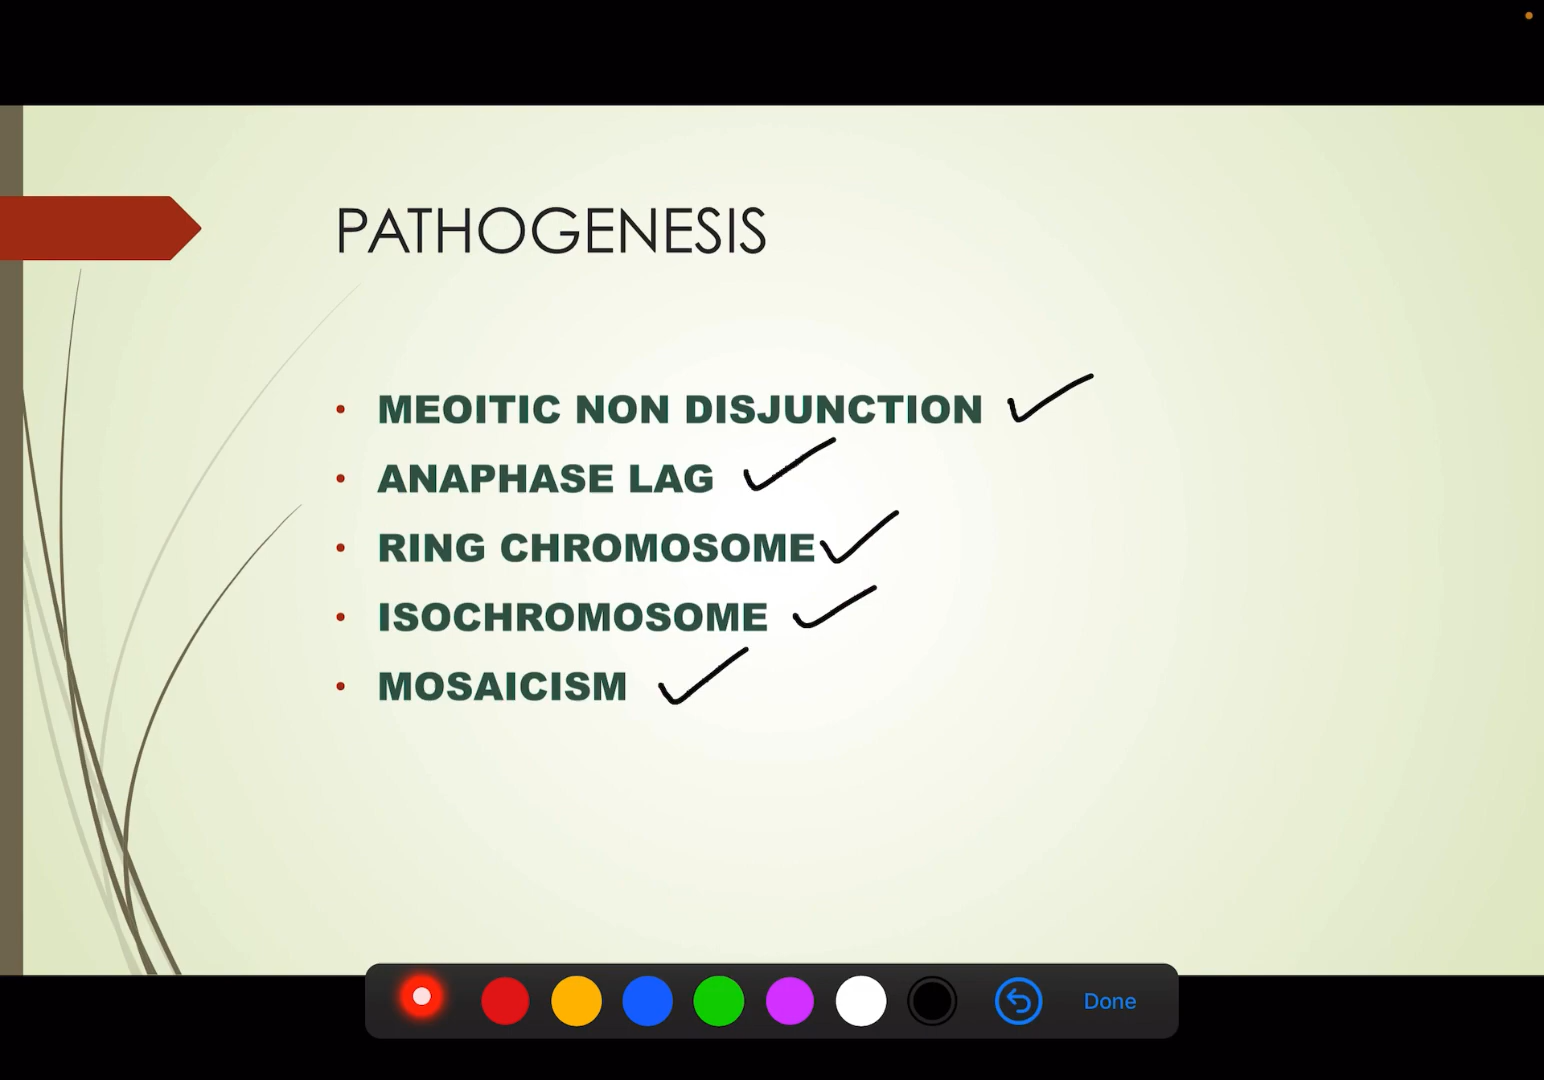 PATHOGENESIS
• MEOITIC NON DISJUNCTION
• ANAPHASE LAG
• RING CHROMOSOME
• ISOCHROMOSOME
• MOSAICISM
Done